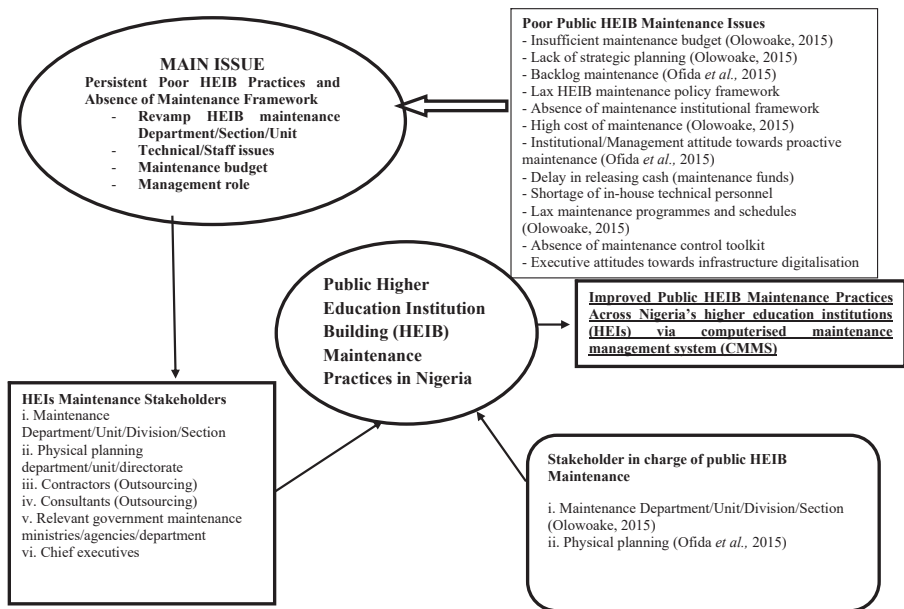 MAIN ISSUE
Persistent Poor HEIB Practices and
Absence of Maintenance Framework
- Revamp HEIB maintenance
Department/Section/Unit
- Technical/Staff issues
- Maintenance budget
- Management role
Poor Public HEIB Maintenance Issues
- Insufficient maintenance budget (Olowoake, 2015)
- Lack of strategic planning (Olowoake, 2015)
- Backlog maintenance (Ofida et al., 2015)
- Lax HEIB maintenance policy framework
- Absence of maintenance institutional framework
- High cost of maintenance (Olowoake, 2015)
- Institutional/Management attitude towards proactive
maintenance (Ofida et al., 2015)
- Delay in releasing cash (maintenance funds)
- Shortage of in-house technical personnel
- Lax maintenance programmes and schedules
(Olowoake, 2015)
- Absence of maintenance control toolkit
- Executive attitudes towards infrastructure digitalisation
Public Higher
Education Institution
Building (HEIB)
Maintenance
Practices in Nigeria
Improved Public HEIB Maintenance Practices
Across Nigeria's higher education institutions
(HEIs) via computerised maintenance
management system (CMMS)
HEIs Maintenance Stakeholders
i. Maintenance
Department/Unit/Division/Section
ii. Physical planning
department/unit/directorate
iii. Contractors (Outsourcing)
iv. Consultants (Outsourcing)
v. Relevant government maintenance
ministries/agencies/department
vi. Chief executives
Stakeholder in charge of public HEIB
Maintenance
i. Maintenance Department/Unit/Division/Section
(Olowoake, 2015)
ii. Physical planning (Ofida et al., 2015)